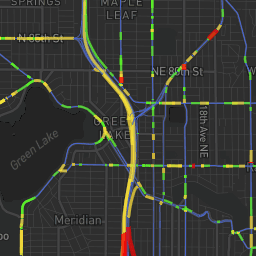 SPRINGS
MAPLE
LEAF
N 85th St
NE 80th St
GREEN
LAKE
18th Ave NE
Green Lake
Meridian